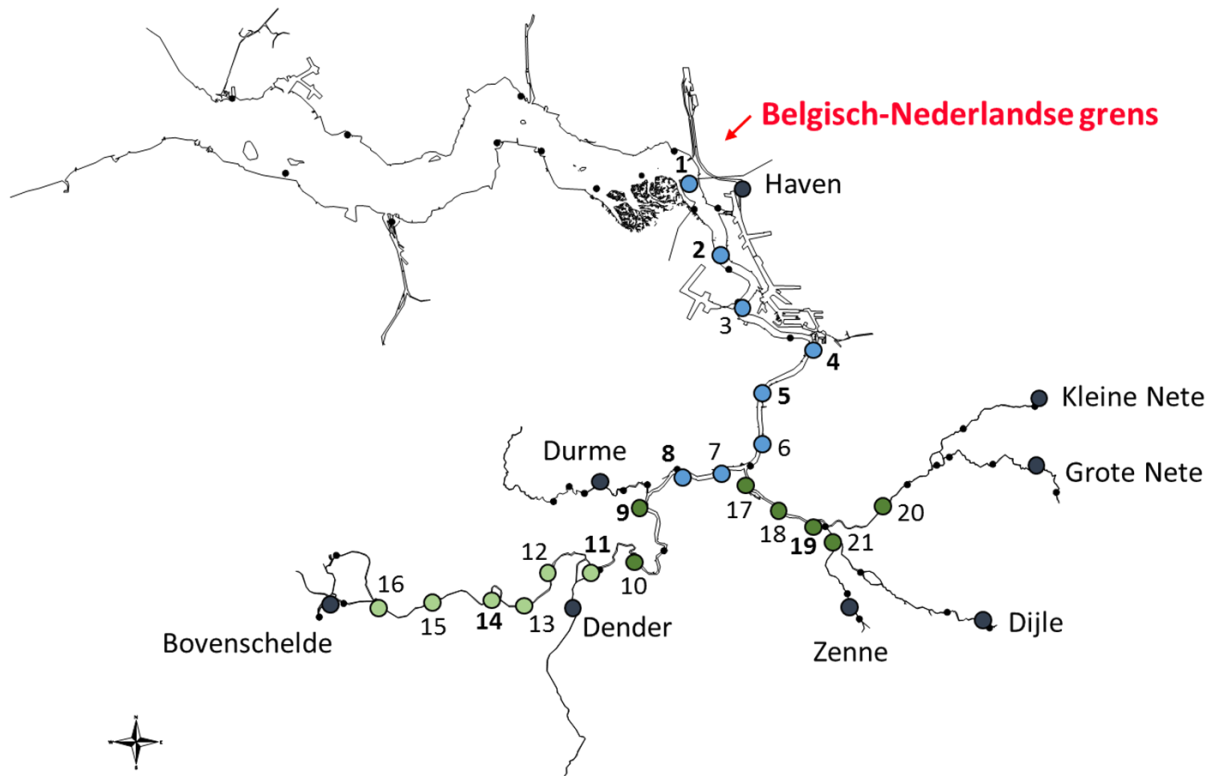 Belgisch-Nederlandse grens
1
Haven
2
3
4
5
Kleine Nete
6
Durme
8
7
Grote Nete
17
9
20
18
19
21
12
11
10
16
15
14
13
Dender
Bovenschelde
Zenne
Dijle
N
W
E
S